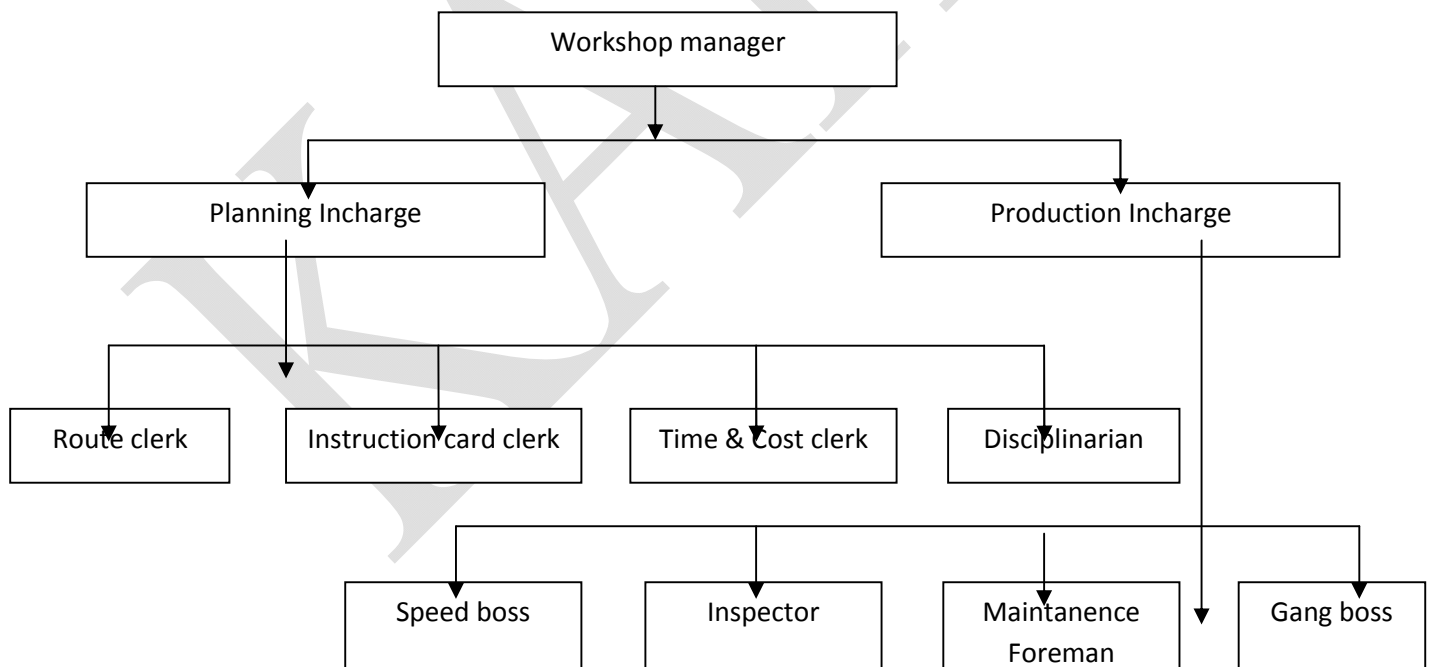 Workshop manager
Planning Incharge
Production Incharge
Route clerk
Instruction card clerk
Time & Cost clerk
Disciplinarian
Speed boss
Inspector
Maintanence
Foreman
Gang boss